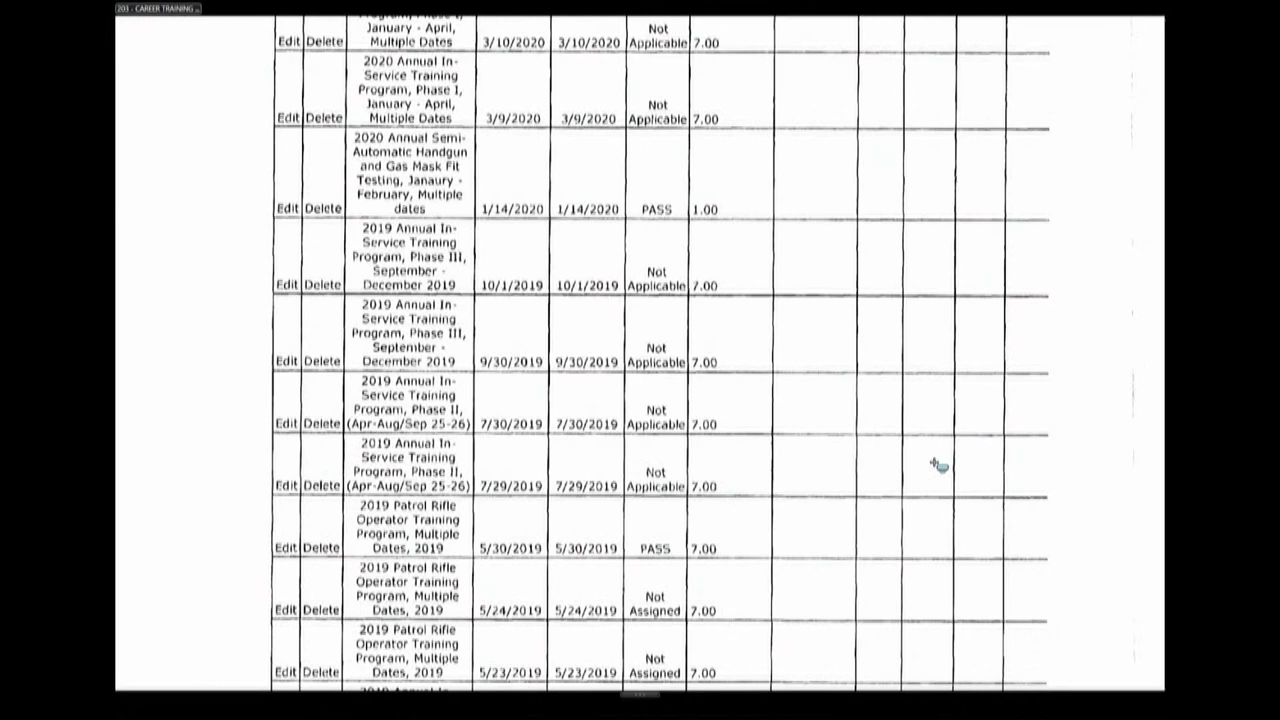 203 - CAREER TRAINING
January - April,
Multiple Dates
Edit Delete 3/10/2020 3/10/2020 Not Applicable 7.00
2020 Annual In-
Service Training
Program, Phase I,
January - April,
Multiple Dates
Edit Delete 3/9/2020 3/9/2020 Not Applicable 7.00
2020 Annual Semi-
Automatic Handgun
and Gas Mask Fit
Testing, Janaury -
February, Multiple
dates
Edit Delete 1/14/2020 1/14/2020 PASS 1.00
2019 Annual In-
Service Training
Program, Phase III,
September -
December 2019
Edit Delete 10/1/2019 10/1/2019 Not Applicable 7.00
2019 Annual In-
Service Training
Program, Phase III,
September -
December 2019
Edit Delete 9/30/2019 9/30/2019 Not Applicable 7.00
2019 Annual In-
Service Training
Program, Phase II,
(Apr-Aug/Sep 25-26)
Edit Delete 7/30/2019 7/30/2019 Not Applicable 7.00
2019 Annual In-
Service Training
Program, Phase II,
(Apr-Aug/Sep 25-26)
Edit Delete 7/29/2019 7/29/2019 Not Applicable 7.00
2019 Patrol Rifle
Operator Training
Program, Multiple
Dates, 2019
Edit Delete 5/30/2019 5/30/2019 PASS 7.00
2019 Patrol Rifle
Operator Training
Program, Multiple
Dates, 2019
Edit Delete 5/24/2019 5/24/2019 Not Assigned 7.00
2019 Patrol Rifle
Operator Training
Program, Multiple
Dates, 2019
Edit Delete 5/23/2019 5/23/2019 Not Assigned 7.00